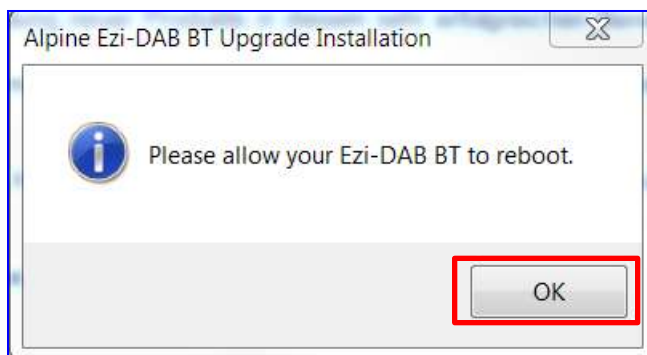 Alpine Ezi-DAB BT Upgrade Installation
Please allow your Ezi-DAB BT to reboot.
OK